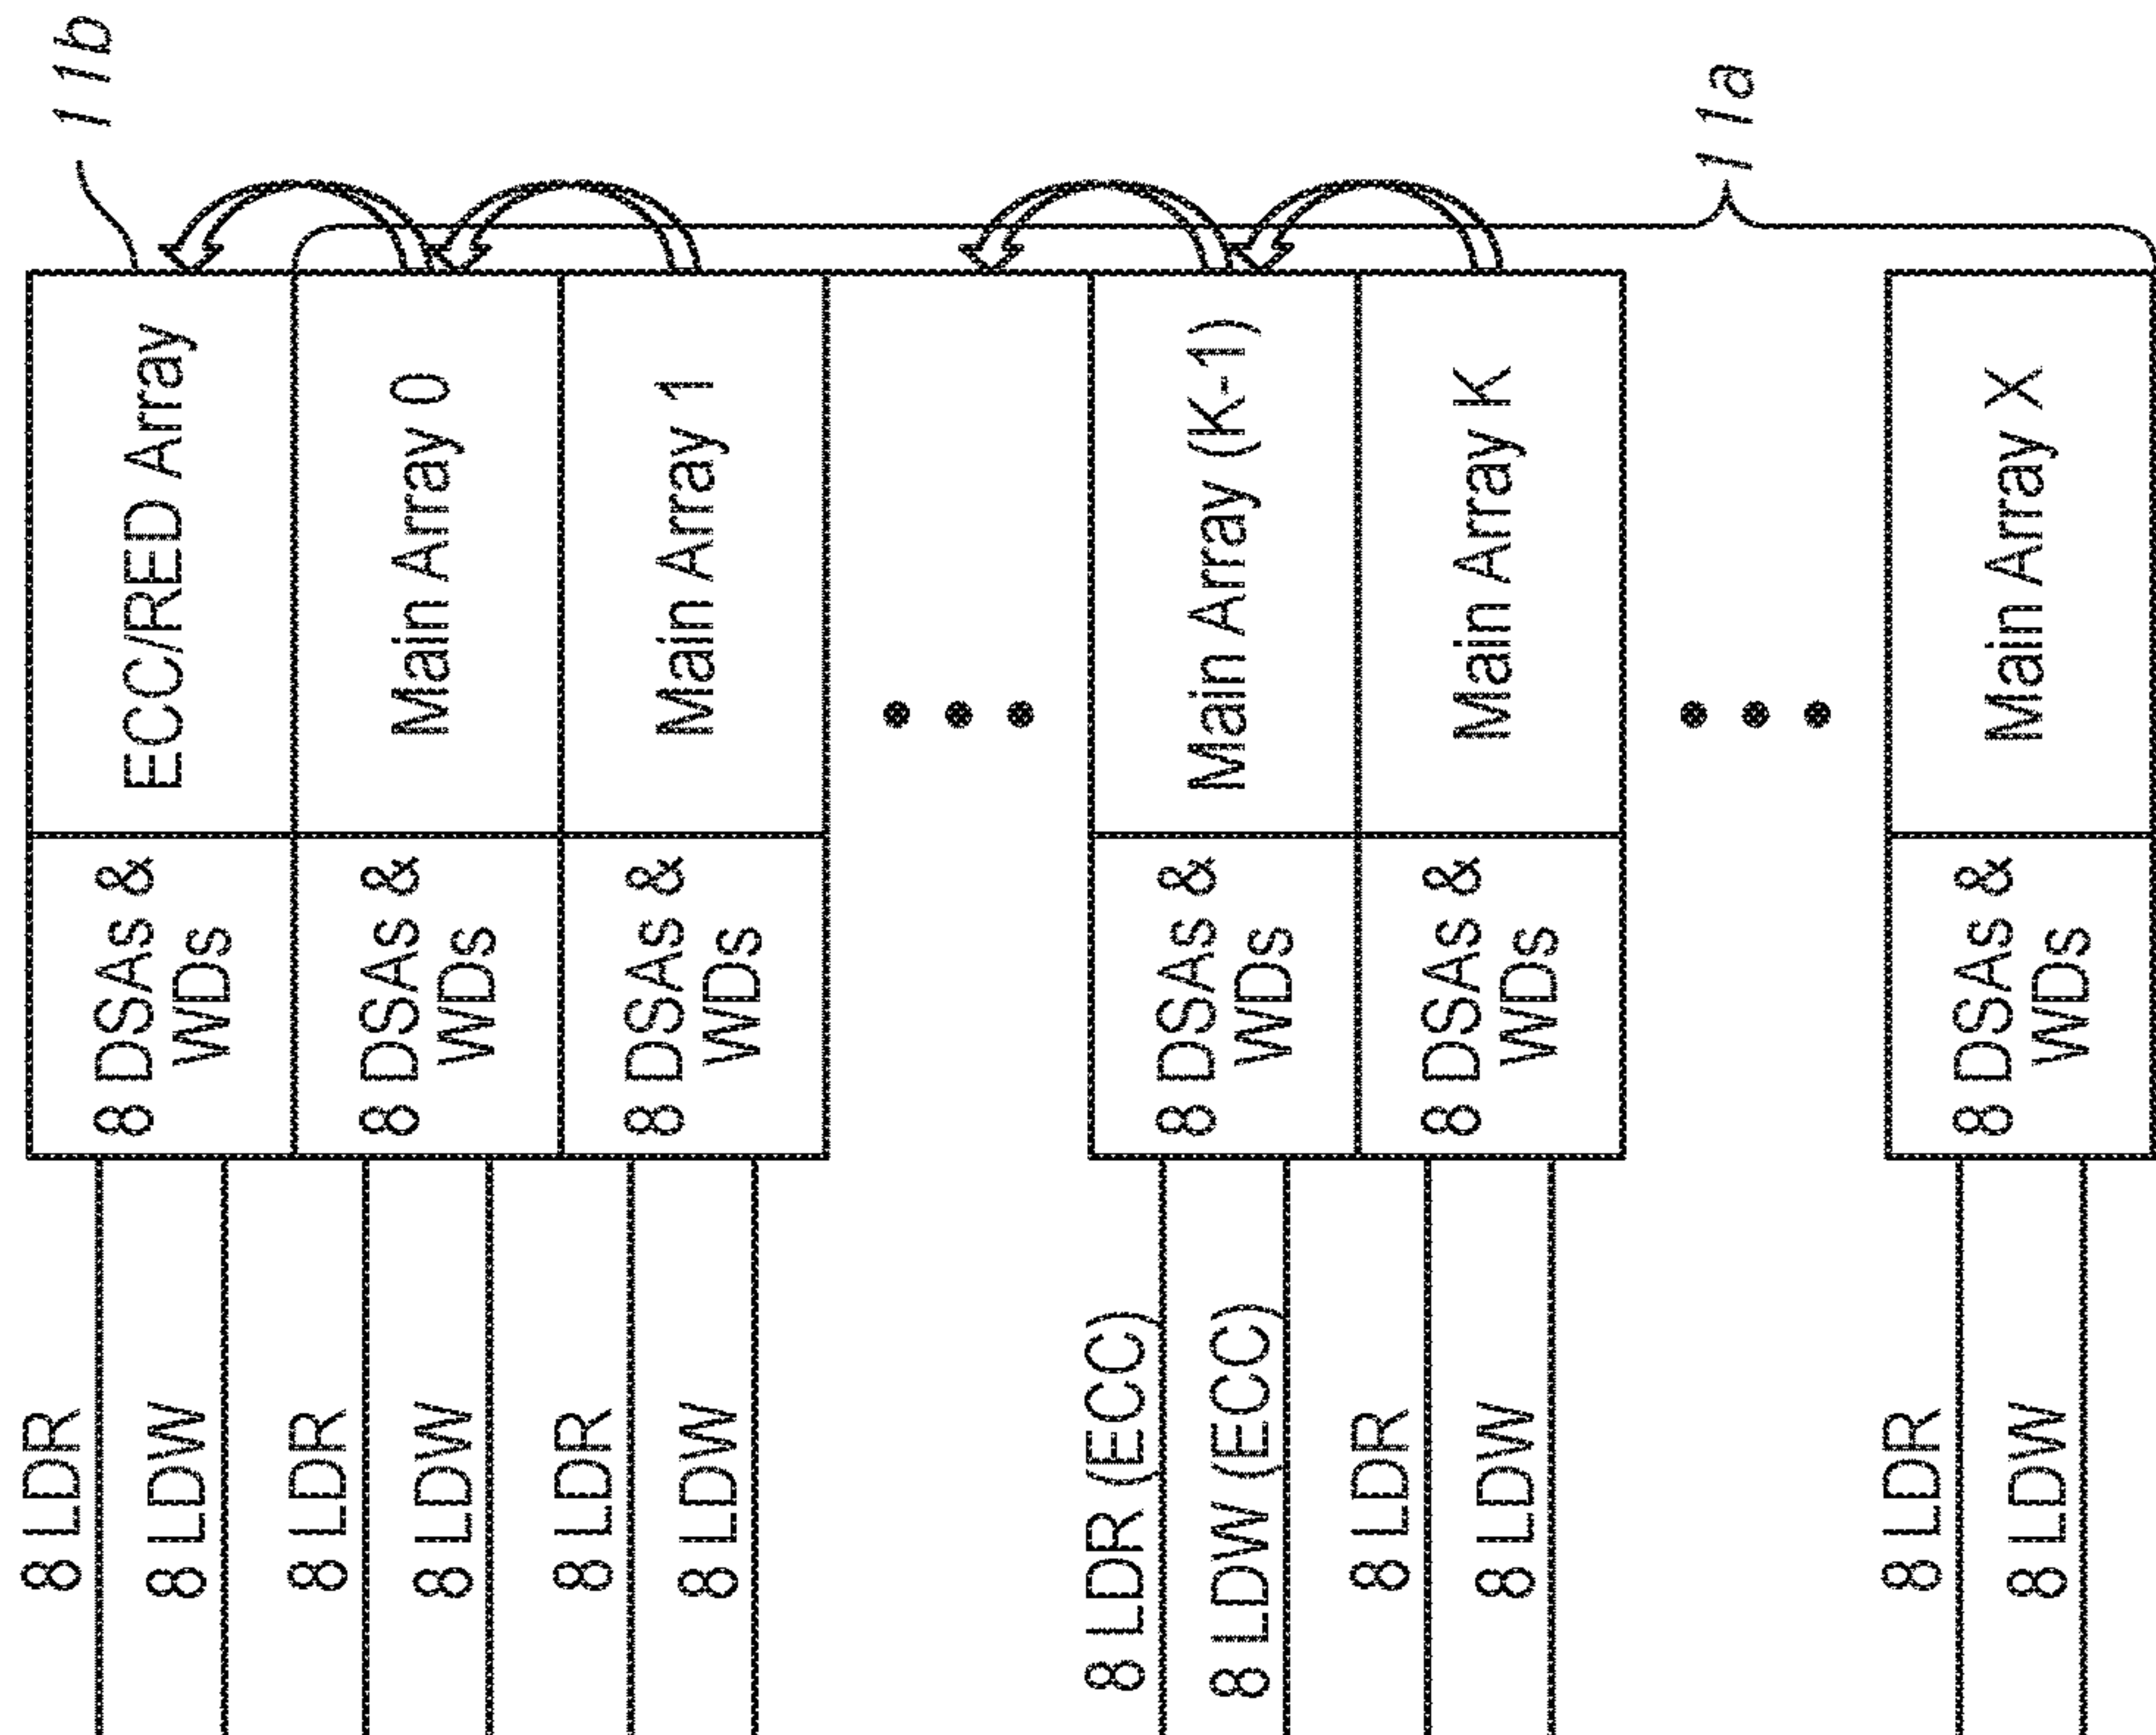 11b
11a
ECC/RED Array
Main Array 0
Main Array 1
Main Array (K-1)
Main Array K
Main Array X
8 DSAs &
WDs
8 DSAs &
WDs
8 DSAs &
WDs
8 DSAs &
WDs
8 DSAs &
WDs
8 DSAs &
WDs
8 LDR
8 LDW
8 LDR
8 LDW
8 LDR
8 LDW
8 LDR (ECC)
8 LDW (ECC)
8 LDR
8 LDW
8 LDR
8 LDW